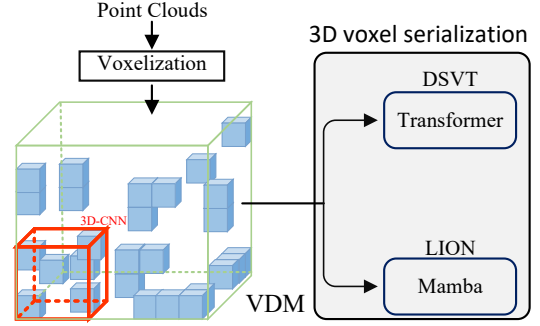 Point Clouds
Voxelization
3D-CNN
VDM
3D voxel serialization
DSVT
Transformer
LION
Mamba